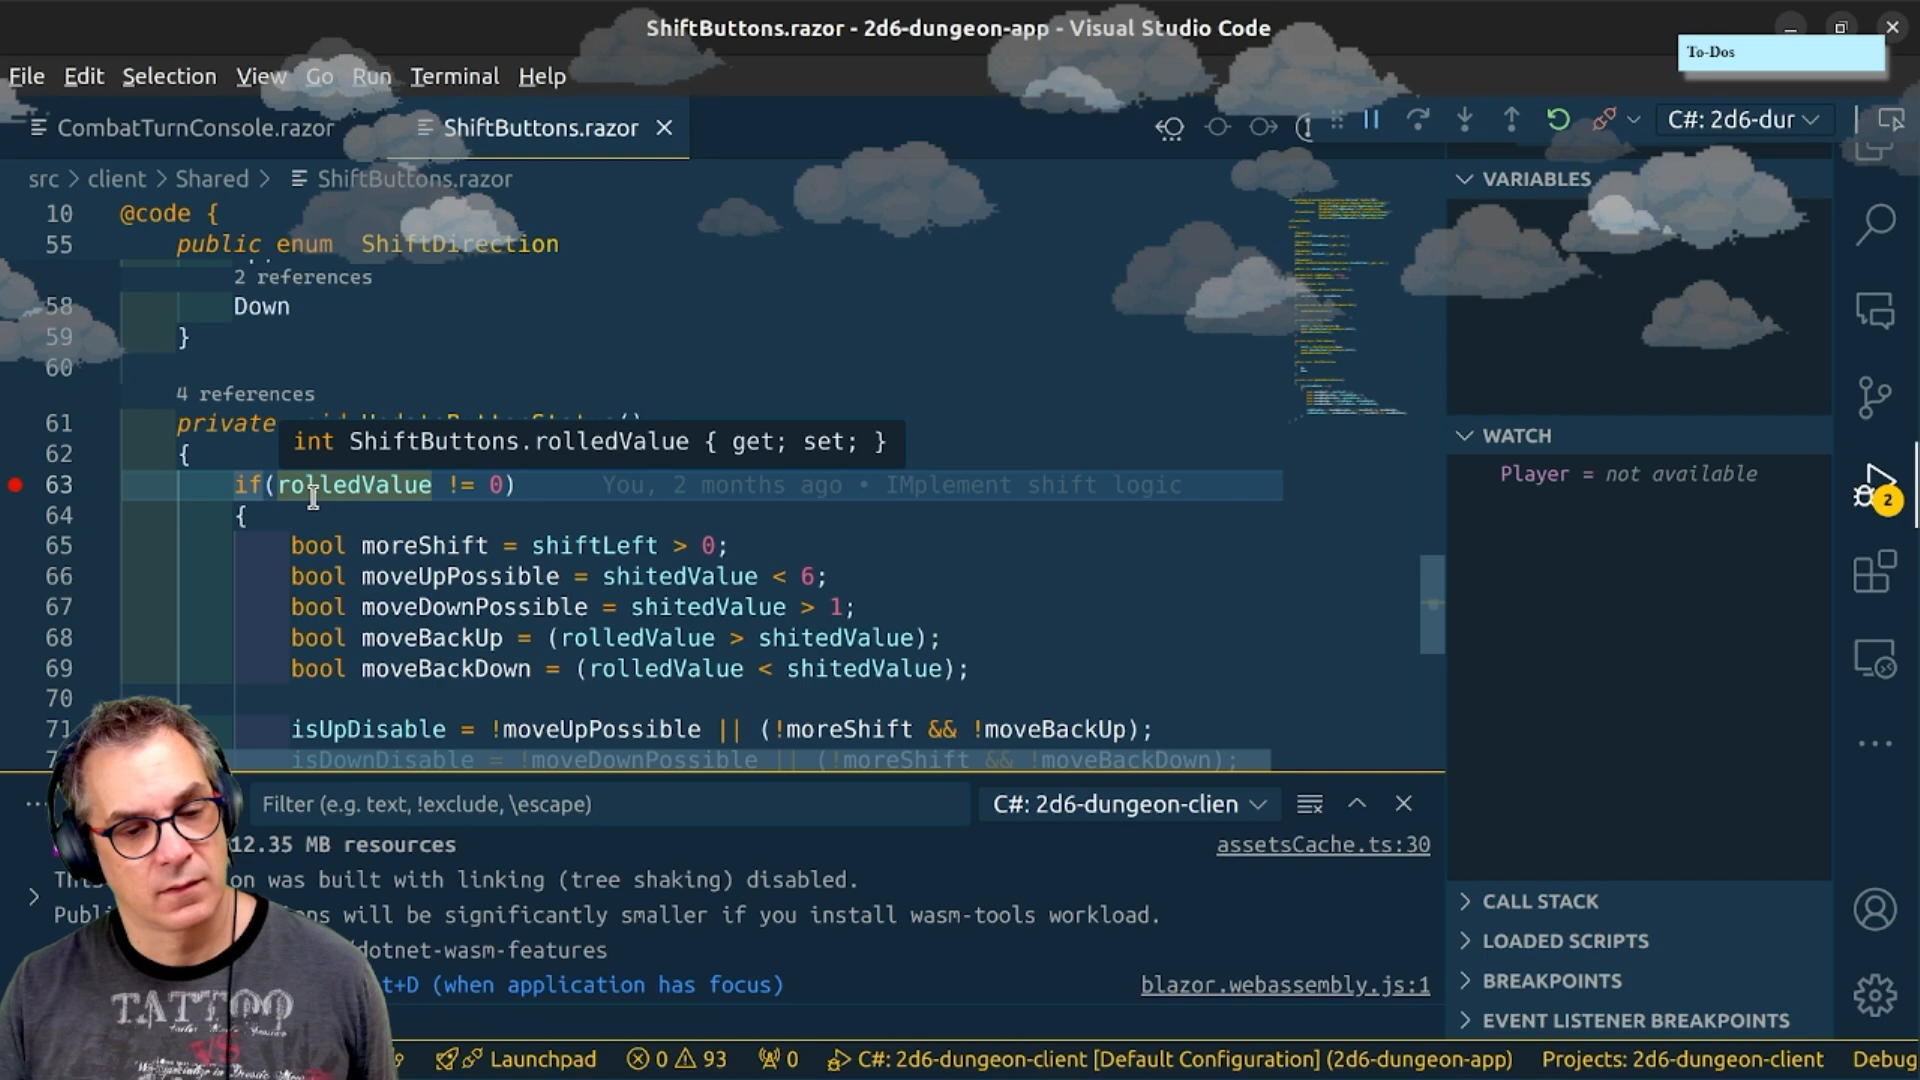 ShiftButtons.razor - 2d6-dungeon-app - Visual Studio Code
To-Dos
File Edit Selection View Go Run Terminal Help
CombatTurnConsole.razor
ShiftButtons.razor
C#: 2d6-dur
src > client > Shared > ShiftButtons.razor
VARIABLES
10 @code {
55 public enum ShiftDirection
2 references
58 Down
59 }
60
4 references
61 private
int ShiftButtons.rolledValue { get; set; }
62 {
63 if(rolledValue != 0) You, 2 months ago • IMplement shift logic
64 {
65 bool moreShift = shiftLeft > 0;
66 bool moveUpPossible = shitedValue < 6;
67 bool moveDownPossible = shitedValue > 1;
68 bool moveBackUp = (rolledValue > shitedValue);
69 bool moveBackDown = (rolledValue < shitedValue);
70
71 isUpDisable = !moveUpPossible || (!moreShift && !moveBackUp);
isDownDisable = !moveDownPossible || (!moreShift && !moveBackDown);
WATCH
Player = not available
2
Filter (e.g. text, !exclude, \escape)
C#: 2d6-dungeon-clien
12.35 MB resources
assetsCache.ts:30
on was built with linking (tree shaking) disabled.
will be significantly smaller if you install wasm-tools workload.
/dotnet-wasm-features
t+D (when application has focus)
blazor.webassembly.js:1
CALL STACK
LOADED SCRIPTS
BREAKPOINTS
EVENT LISTENER BREAKPOINTS
TATTOO
VS
Launchpad 0 93 0 C#: 2d6-dungeon-client [Default Configuration] (2d6-dungeon-app) Projects: 2d6-dungeon-client Debug